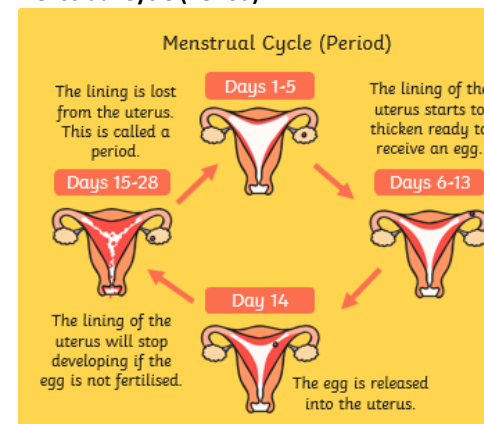 Menstrual Cycle (Period)
Days 1-5
The lining is lost
from the uterus.
This is called a
period.
The lining of the
uterus starts to
thicken ready to
receive an egg.
Days 15-28
Days 6-13
Day 14
The lining of the
uterus will stop
developing if the
egg is not fertilised.
The egg is released
into the uterus.